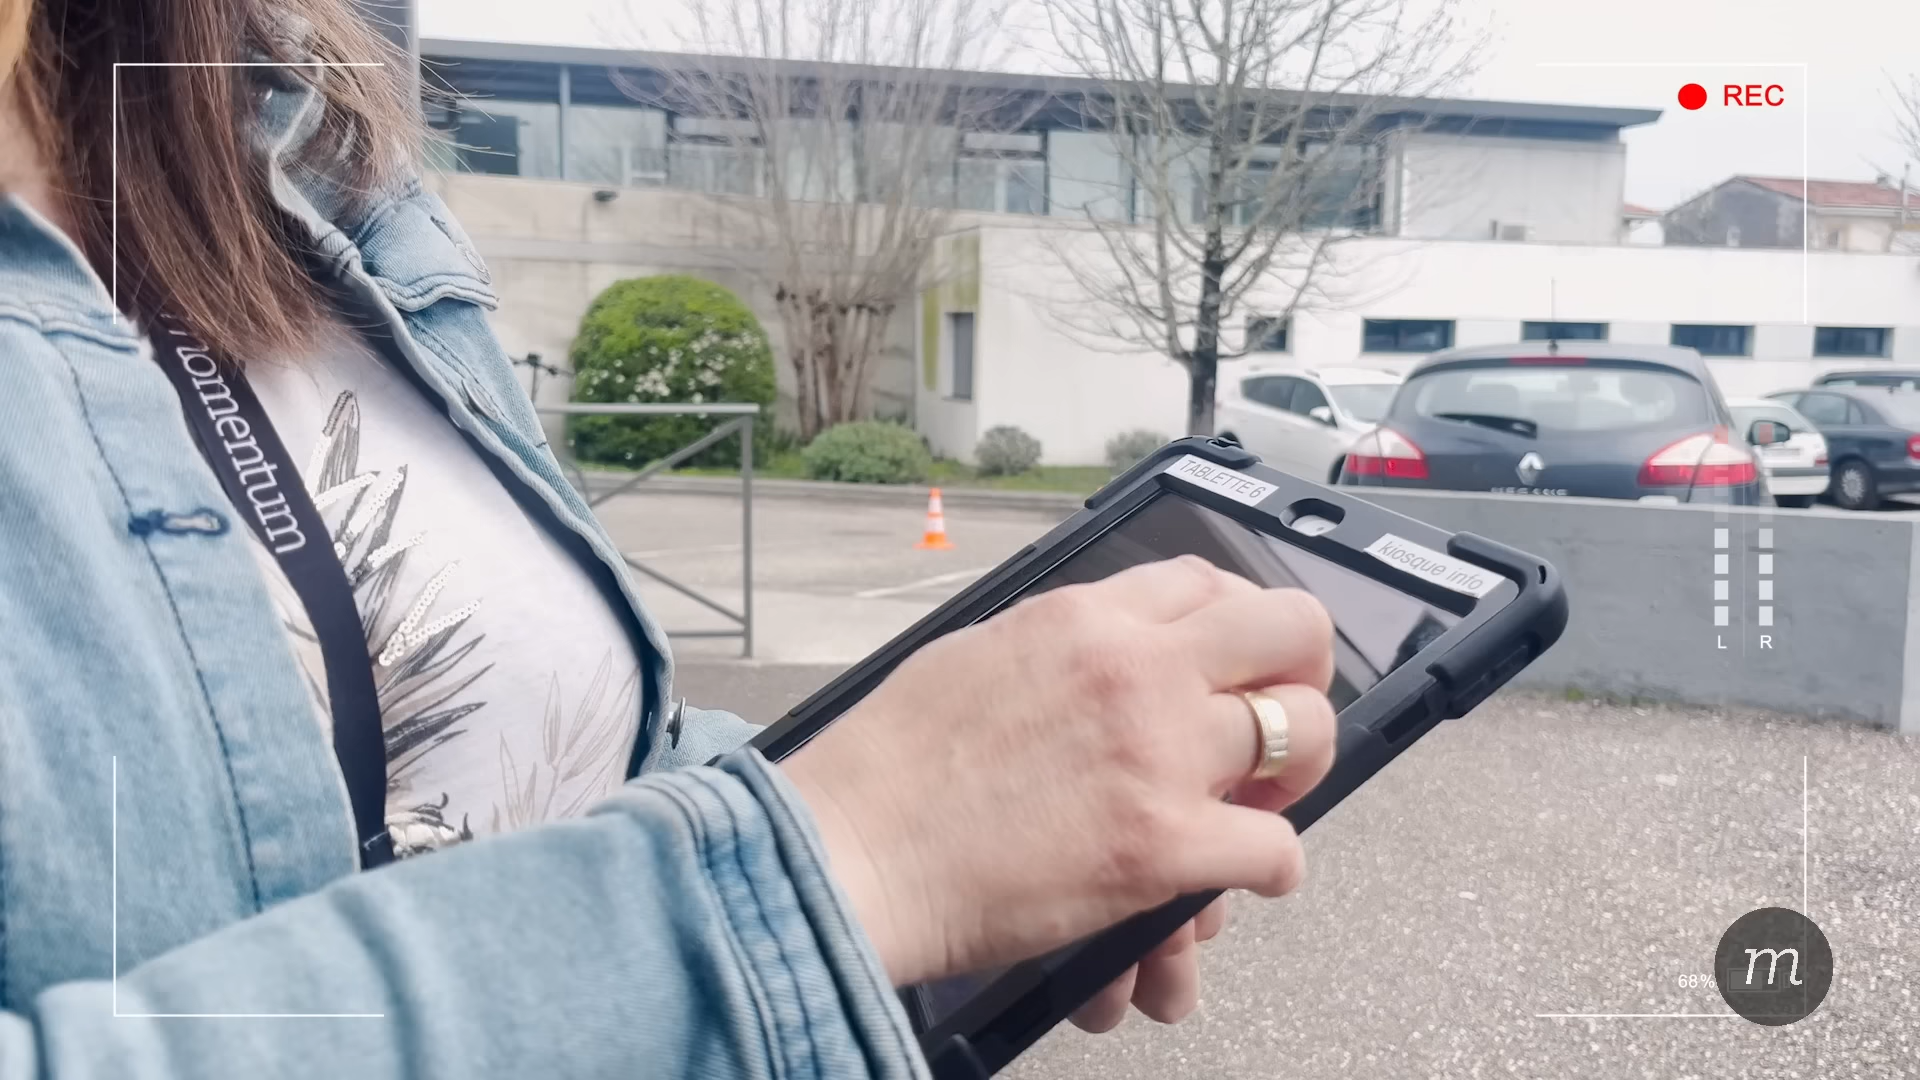 REC
momentum
TABLETTE 6
kiosque info
L R
68%
m